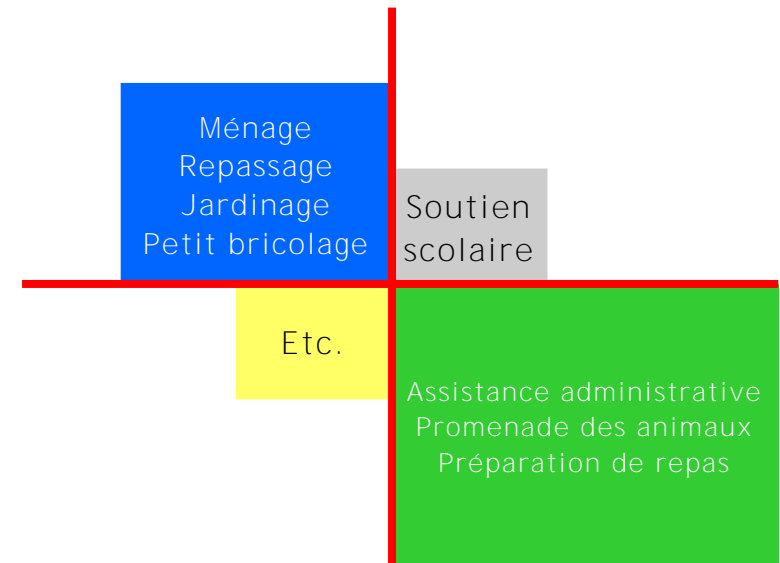 Ménage
Repassage
Jardinage
Petit bricolage
Soutien
scolaire
Etc.
Assistance administrative
Promenade des animaux
Préparation de repas